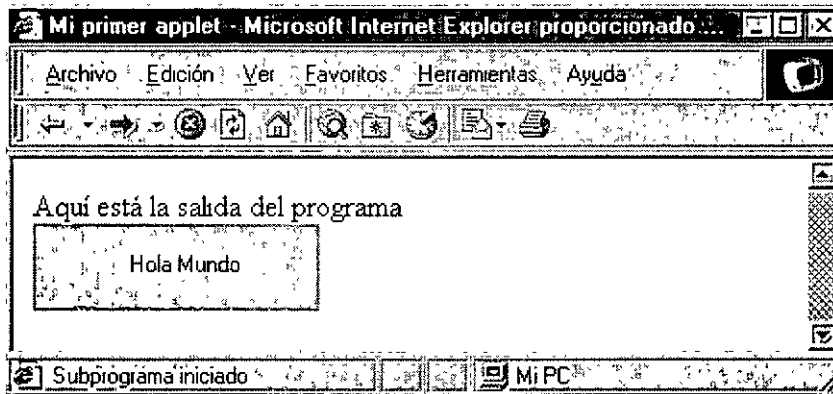 Mi primer applet - Microsoft Internet Explorer proporcionado ...
Archivo Edición Ver Favoritos Herramientas Ayuda
Aquí está la salida del programa
Hola Mundo
Subprograma iniciado Mi PC